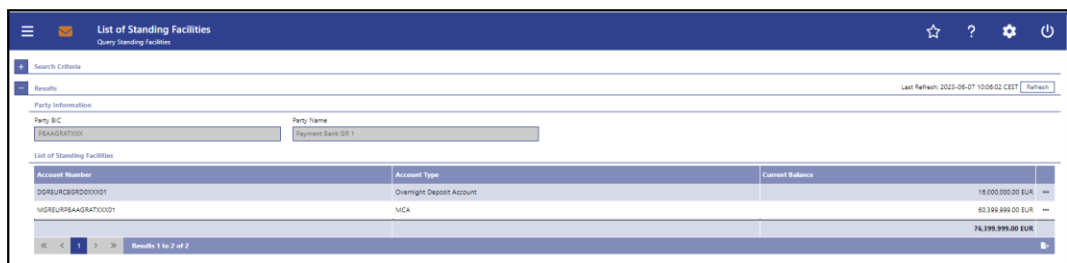 List of Standing Facilities
Query Standing Facilities
?
+ Search Criteria
− Results
Last Refresh: 2023-06-07 10:06:02 CEST Refresh
Party Information
Party BIC Party Name
PBAAGRATXXX Payment Bank GR 1
List of Standing Facilities
Account Number Account Type Current Balance
Overnight Deposit Account 16,000,000.00 EUR
MGREURPBAAGRATXXX01 MCA 60,399,999.00 EUR
76,399,999.00 EUR
« < 1 > » Results 1 to 2 of 2